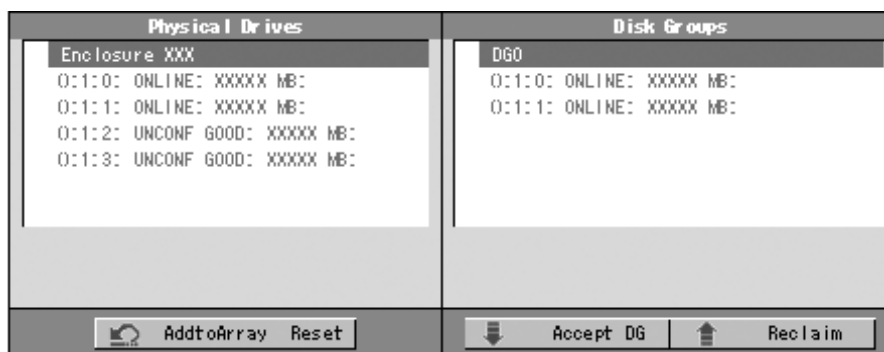 Physical Drives
Enclosure XXX
0:1:0: ONLINE: XXXXX MB:
0:1:1: ONLINE: XXXXX MB:
0:1:2: UNCONF GOOD: XXXXX MB:
0:1:3: UNCONF GOOD: XXXXX MB:
AddtoArray Reset
Disk Groups
DG0
0:1:0: ONLINE: XXXXX MB:
0:1:1: ONLINE: XXXXX MB:
Accept DG
Reclaim